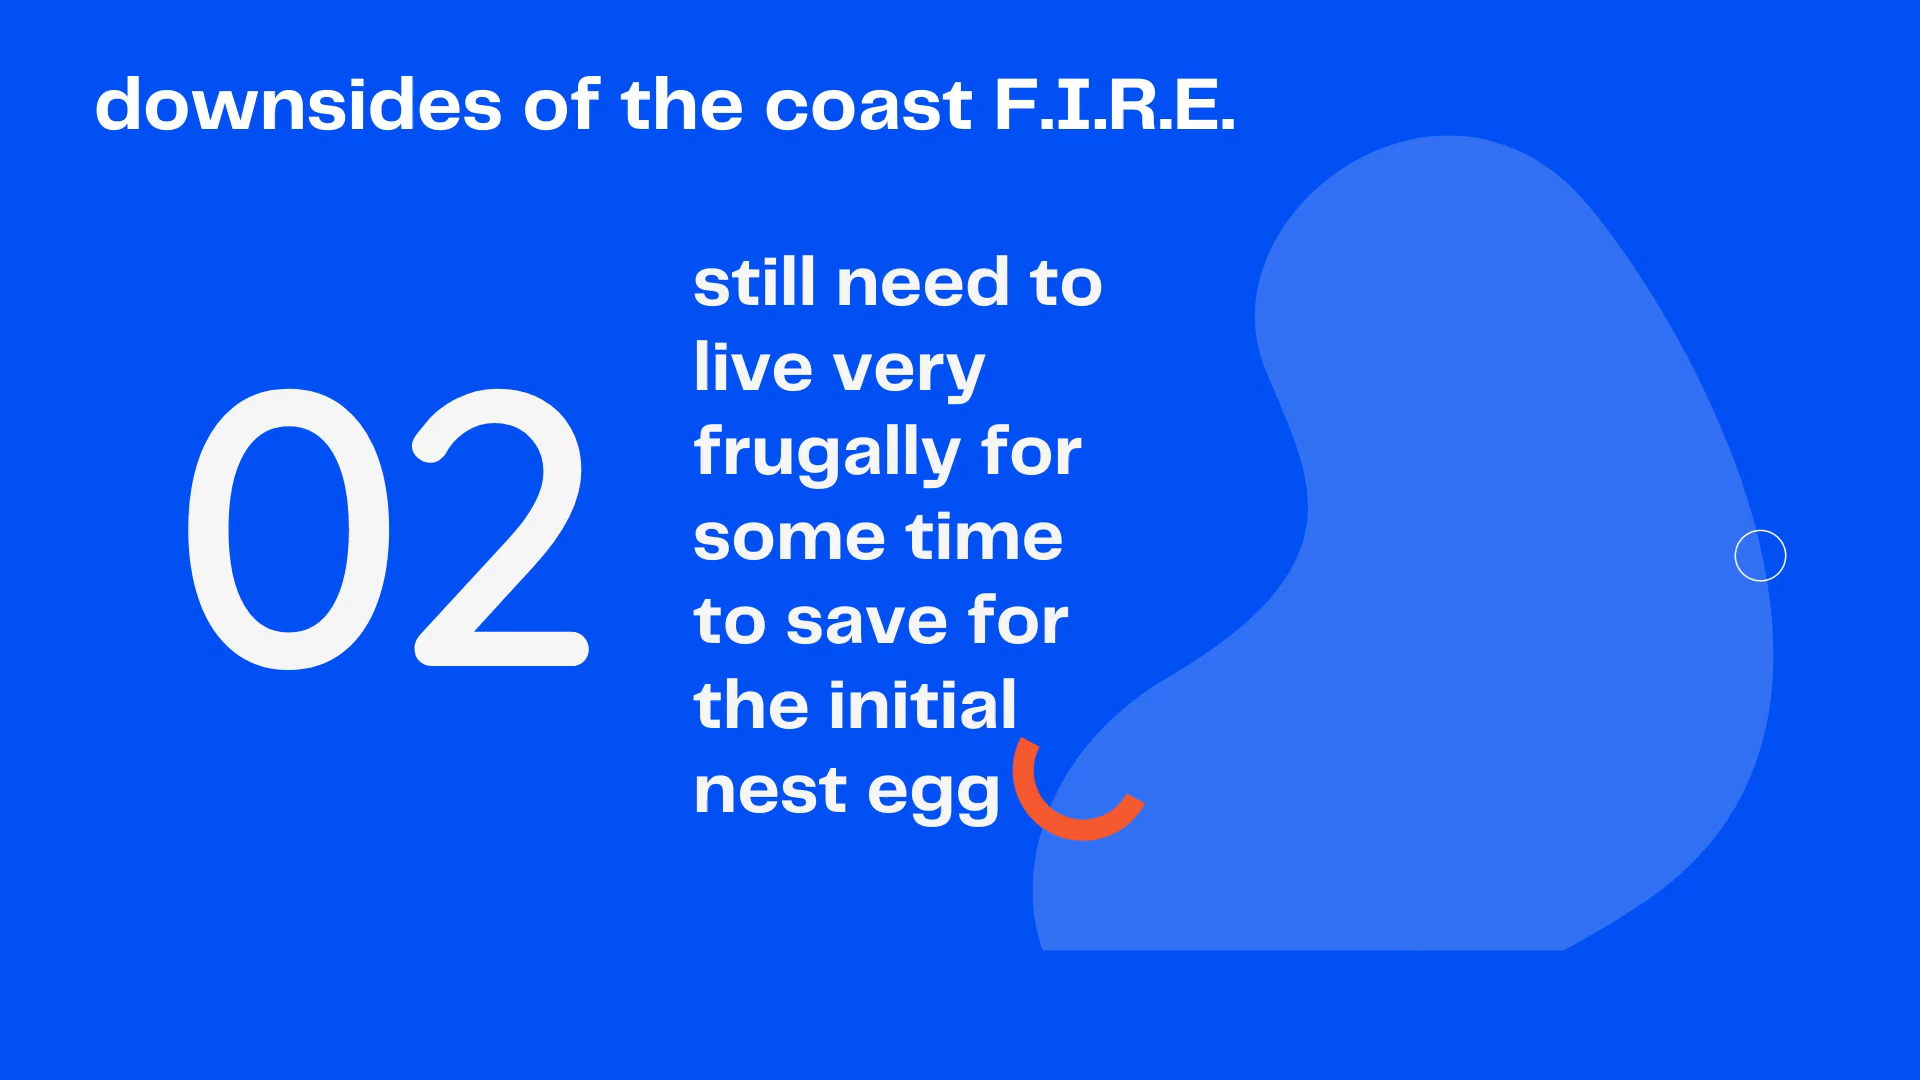 downsides of the coast F.I.R.E.
02
still need to
live very
frugally for
some time
to save for
the initial
nest egg